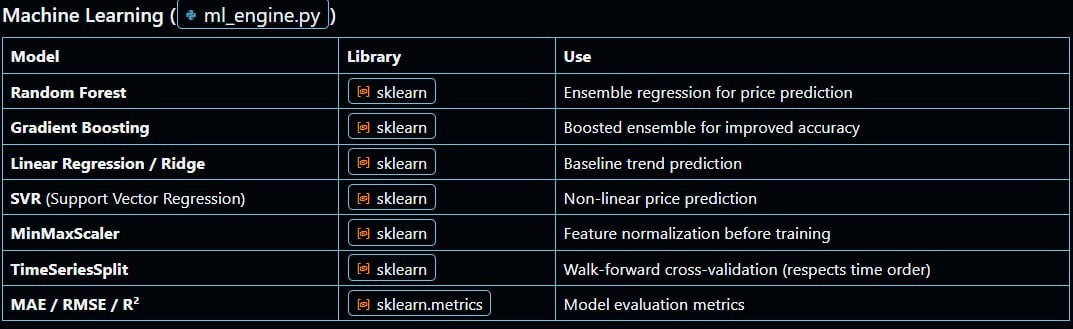 Machine Learning (ml_engine.py)
Model Library Use
Random Forest sklearn Ensemble regression for price prediction
Gradient Boosting sklearn Boosted ensemble for improved accuracy
Linear Regression / Ridge sklearn Baseline trend prediction
SVR (Support Vector Regression) sklearn Non-linear price prediction
MinMaxScaler sklearn Feature normalization before training
TimeSeriesSplit sklearn Walk-forward cross-validation (respects time order)
MAE / RMSE / R² sklearn.metrics Model evaluation metrics